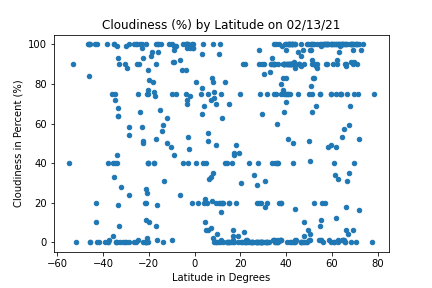 Cloudiness (%) by Latitude on 02/13/21
100
80
60
40
20
0
Cloudiness in Percent (%)
−60 −40 −20 0 20 40 60 80
Latitude in Degrees